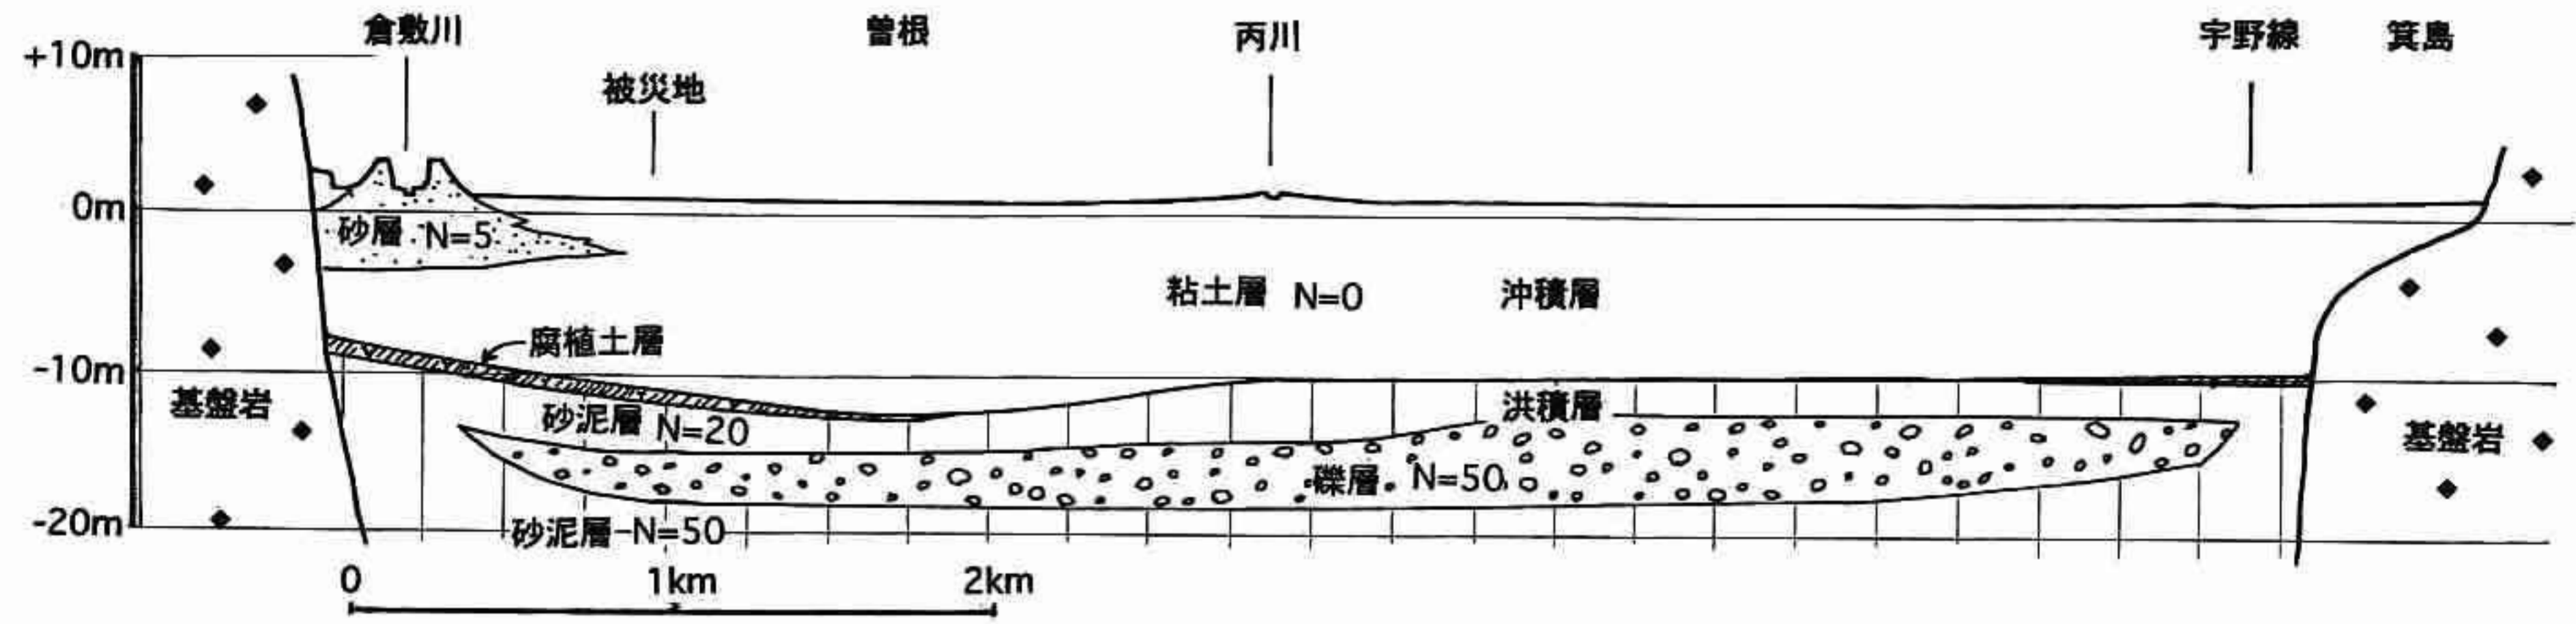 倉敷川 曽根 丙川 宇野線 箕島
+10m
被災地
0m
砂層 N=5
粘土層 N=0 沖積層
腐植土層
-10m
基盤岩 砂泥層 N=20 洪積層 基盤岩
礫層 N=50
-20m
砂泥層 N=50
0 1km 2km